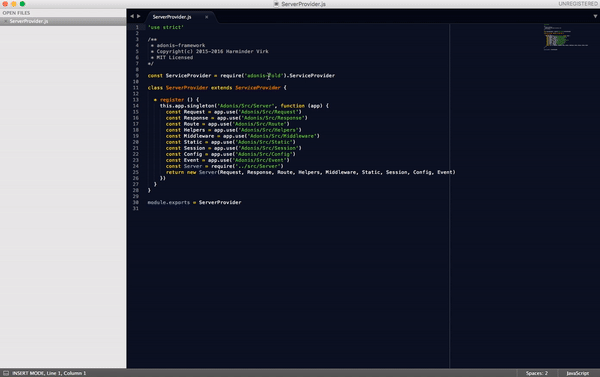 ServerProvider.js
UNREGISTERED
OPEN FILES
ServerProvider.js
ServerProvider.js
1 'use strict'
2
3 /**
4 * adonis-framework
5 * Copyright(c) 2015-2016 Harminder Virk
6 * MIT Licensed
7 */
8
9 const ServiceProvider = require('adonis-fold').ServiceProvider
10
11 class ServerProvider extends ServiceProvider {
12
13 * register () {
14 this.app.singleton('Adonis/Src/Server', function (app) {
15 const Request = app.use('Adonis/Src/Request')
16 const Response = app.use('Adonis/Src/Response')
17 const Route = app.use('Adonis/Src/Route')
18 const Helpers = app.use('Adonis/Src/Helpers')
19 const Middleware = app.use('Adonis/Src/Middleware')
20 const Static = app.use('Adonis/Src/Static')
21 const Session = app.use('Adonis/Src/Session')
22 const Config = app.use('Adonis/Src/Config')
23 const Event = app.use('Adonis/Src/Event')
24 const Server = require('../src/Server')
25 return new Server(Request, Response, Route, Helpers, Middleware, Static, Session, Config, Event)
26 })
27 }
28 }
29
30 module.exports = ServerProvider
31
INSERT MODE, Line 1, Column 1
Spaces: 2
JavaScript